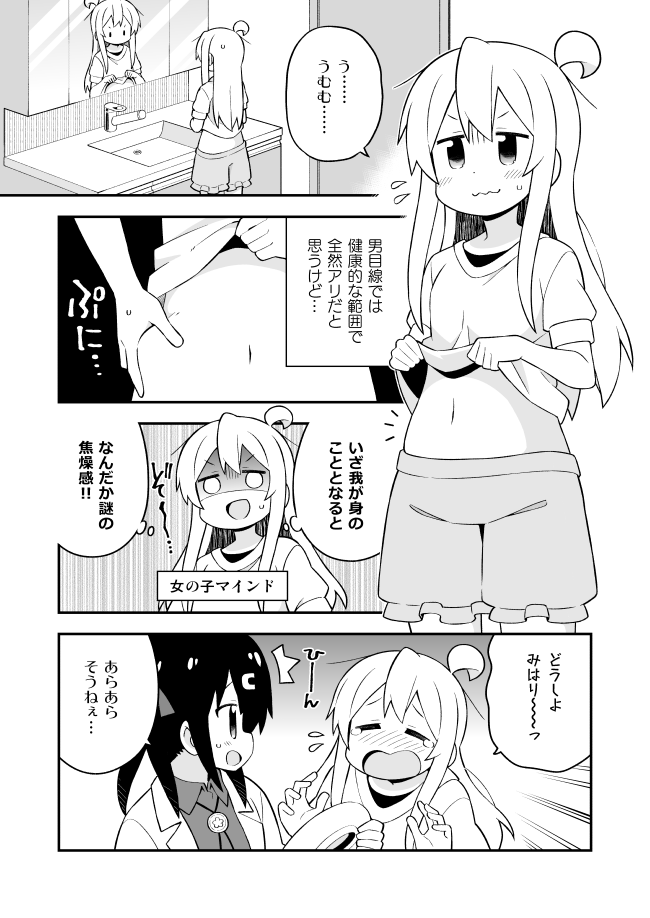 う……
うむむ……
男目線では
健康的な範囲で
全然アリだと
思うけど…
ぷに…
いざ我が身の
こととなると
ぞぞ〜…
なんだか謎の
焦燥感!!
女の子マインド
どうしよ
みはり〜〜っ
ひーん
あらあら
そうねぇ…